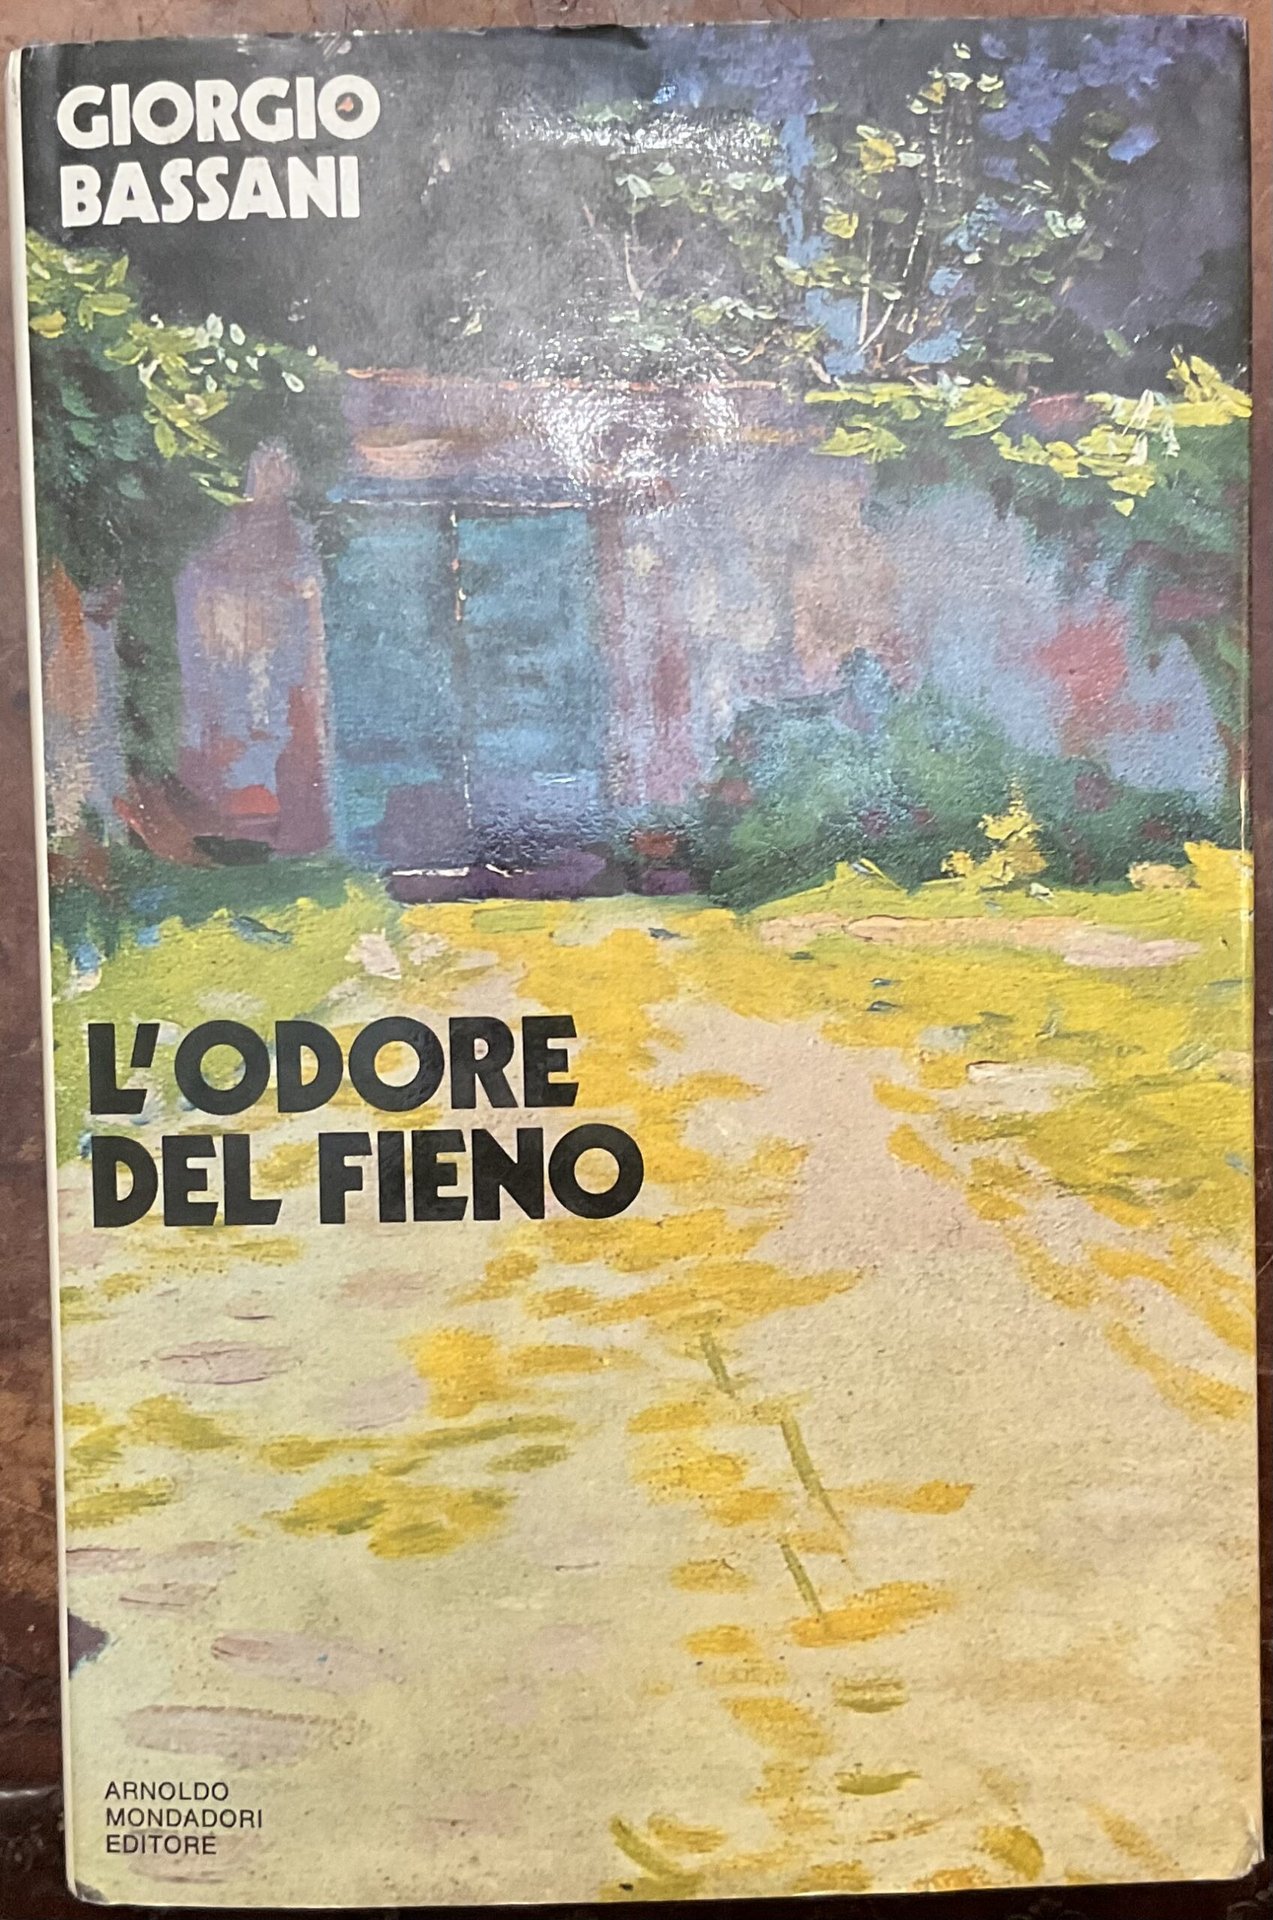 GIORGIO
BASSANI
L'ODORE
DEL FIENO
ARNOLDO
MONDADORI
EDITORE